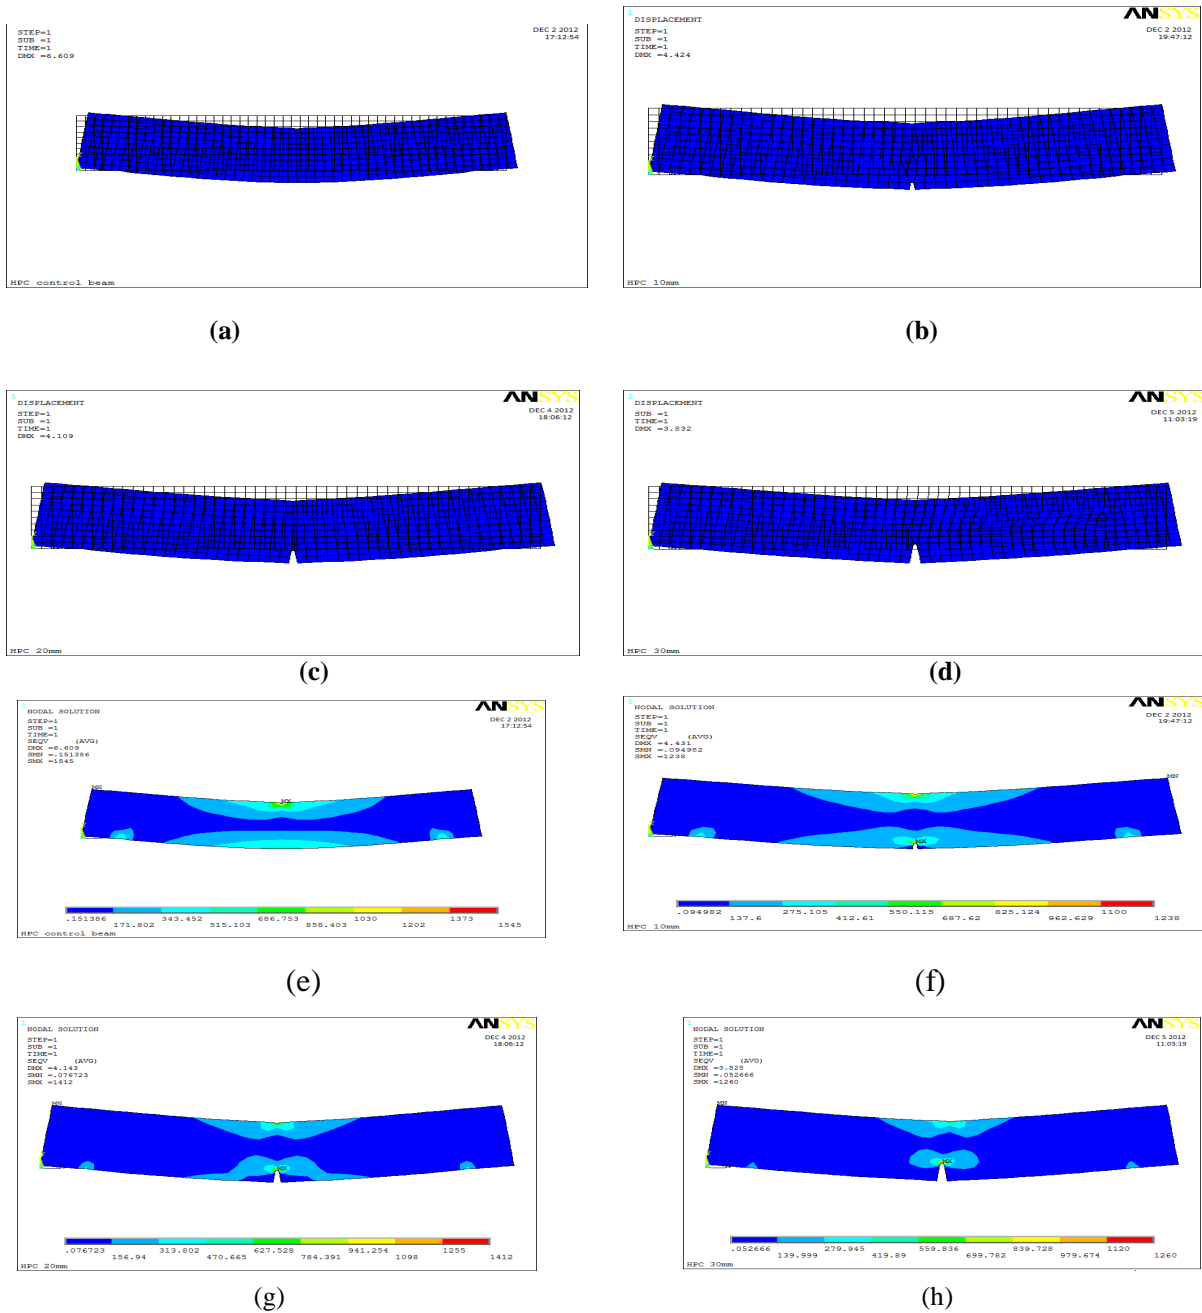 STEP=1
SUB =1
TIME=1
DMX =6.609
DEC 2 2012
17:12:54
HPC control beam
(a)
1
DISPLACEMENT
STEP=1
SUB =1
TIME=1
DMX =4.424
ANSYS
DEC 2 2012
19:47:12
HPC 10mm
(b)
1
DISPLACEMENT
STEP=1
SUB =1
TIME=1
DMX =4.109
ANSYS
DEC 4 2012
18:06:12
HPC 20mm
(c)
1
DISPLACEMENT
SUB =1
TIME=1
DMX =3.832
ANSYS
DEC 5 2012
11:03:19
HPC 30mm
(d)
1
NODAL SOLUTION
STEP=1
SUB =1
TIME=1
SEQV (AVG)
DMX =6.609
SMN =.151386
SMX =1545
ANSYS
DEC 2 2012
17:12:54
MN
MX
.151386 343.452 686.753 1030 1373
171.802 515.103 858.403 1202 1545
HPC control beam
(e)
1
NODAL SOLUTION
STEP=1
SUB =1
TIME=1
SEQV (AVG)
DMX =4.431
SMN =.094982
SMX =1238
ANSYS
DEC 2 2012
19:47:12
MN
MX
.094982 275.105 550.115 825.124 1100
137.6 412.61 687.62 962.629 1238
HPC 10mm
(f)
1
NODAL SOLUTION
STEP=1
SUB =1
TIME=1
SEQV (AVG)
DMX =4.143
SMN =.076723
SMX =1412
ANSYS
DEC 4 2012
18:06:12
MN
MX
.076723 313.802 627.528 941.254 1255
156.94 470.665 784.391 1098 1412
HPC 20mm
(g)
1
NODAL SOLUTION
STEP=1
SUB =1
TIME=1
SEQV (AVG)
DMX =3.828
SMN =.052666
SMX =1260
ANSYS
DEC 5 2012
11:03:19
MN
MX
.052666 279.945 559.836 839.728 1120
139.999 419.89 699.782 979.674 1260
HPC 30mm
(h)